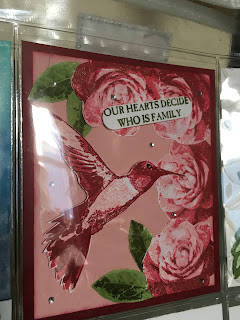 OUR HEARTS DECIDE
WHO IS FAMILY